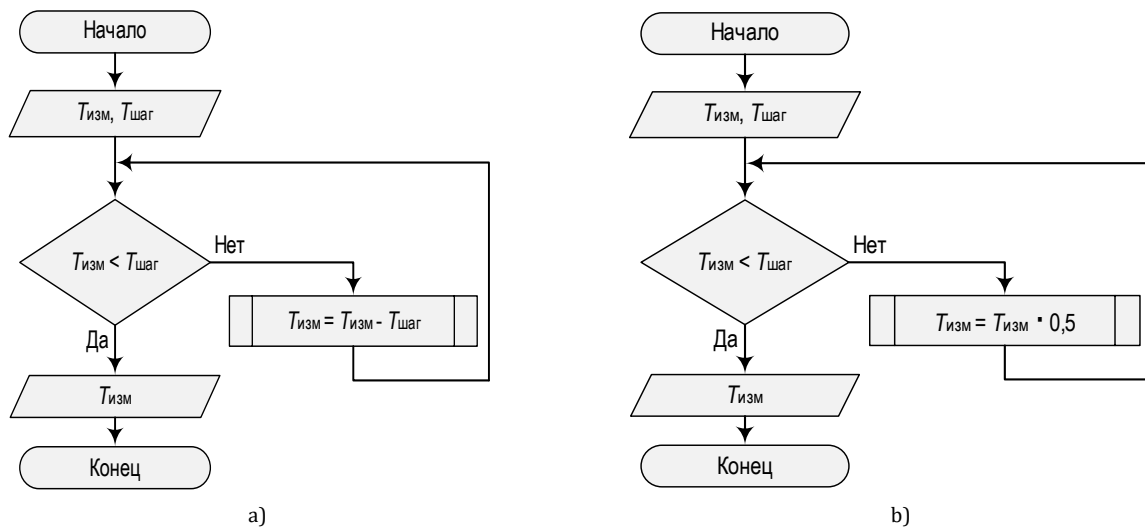 Начало
Tизм, Tшаг
Tизм < Tшаг
Нет
Tизм = Tизм - Tшаг
Да
Tизм
Конец
a)
Начало
Tизм, Tшаг
Tизм < Tшаг
Нет
Tизм = Tизм · 0,5
Да
Tизм
Конец
b)